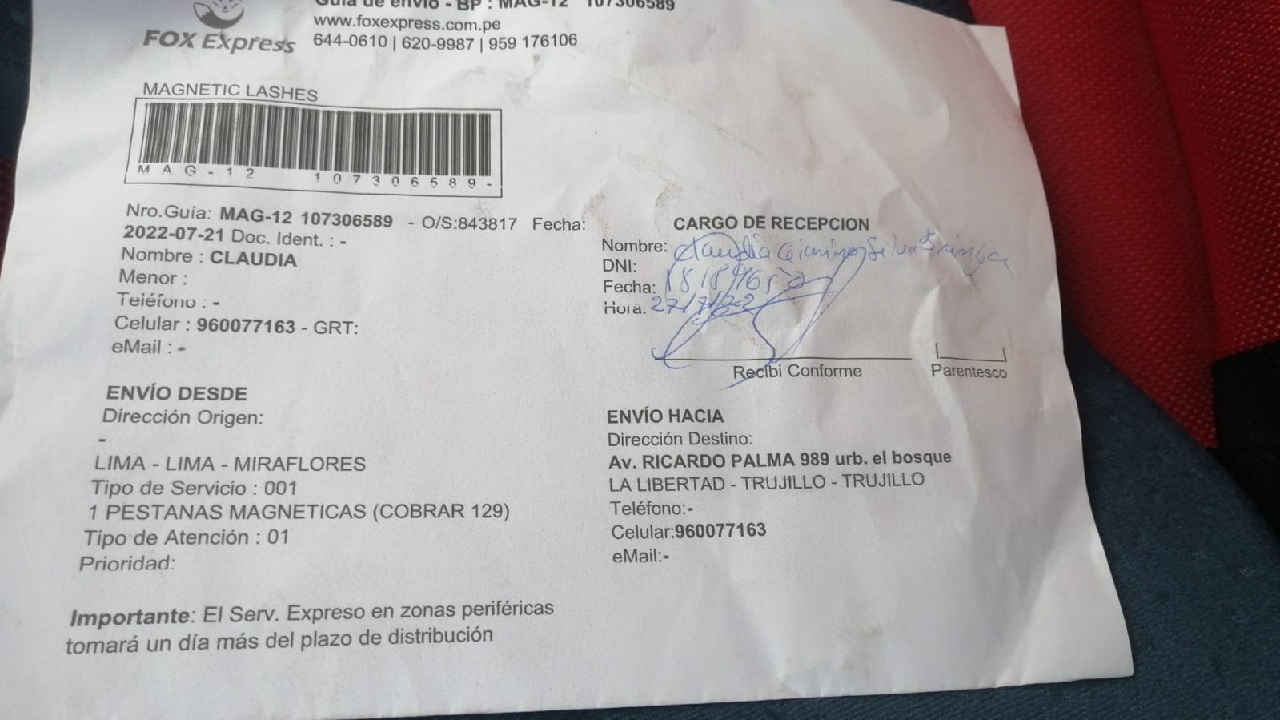 Guía de envío - BP : MAG-12 107306589
www.foxexpress.com.pe
FOX Express 644-0610 | 620-9987 | 959 176106
MAGNETIC LASHES
MAG-12 107306589-
Nro.Guía: MAG-12 107306589 - O/S:843817 Fecha:
2022-07-21 Doc. Ident. : -
Nombre : CLAUDIA
Menor :
Teléfono : -
Celular : 960077163 - GRT:
eMail : -
CARGO DE RECEPCION
Nombre: Claudia Silva
DNI:
Fecha:
Hora: 27/7/22
Recibi Conforme Parentesco
ENVÍO DESDE
Dirección Origen:
-
LIMA - LIMA - MIRAFLORES
Tipo de Servicio : 001
1 PESTANAS MAGNETICAS (COBRAR 129)
Tipo de Atención : 01
Prioridad:
ENVÍO HACIA
Dirección Destino:
Av. RICARDO PALMA 989 urb. el bosque
LA LIBERTAD - TRUJILLO - TRUJILLO
Teléfono:-
Celular:960077163
eMail:-
Importante: El Serv. Expreso en zonas periféricas
tomará un día más del plazo de distribución